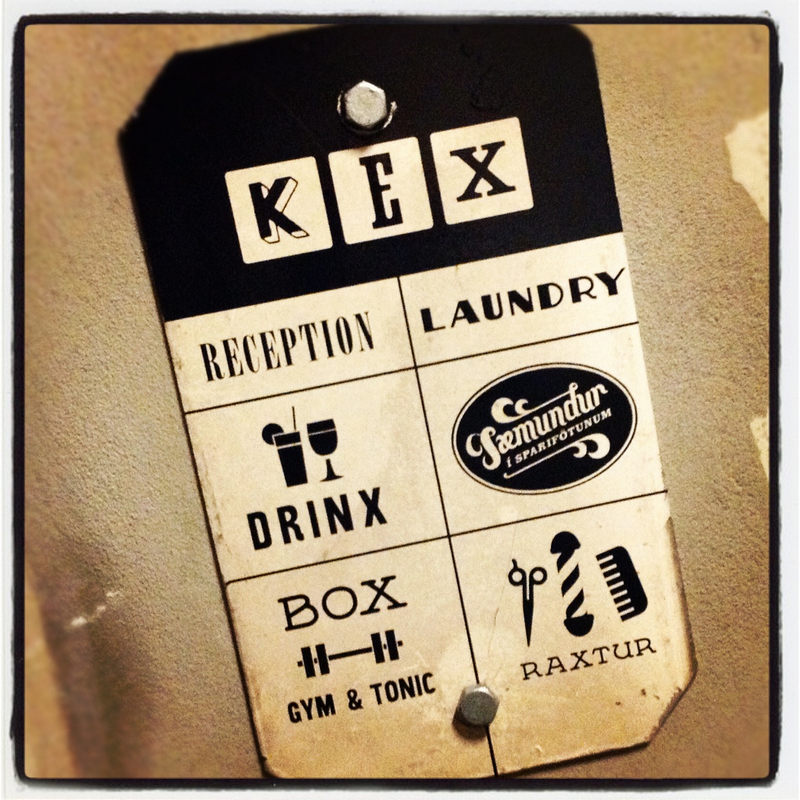 KEX
RECEPTION
LAUNDRY
DRINX
Sæmundur
Í SPARIFÖTUNUM
BOX
GYM & TONIC
RAXTUR